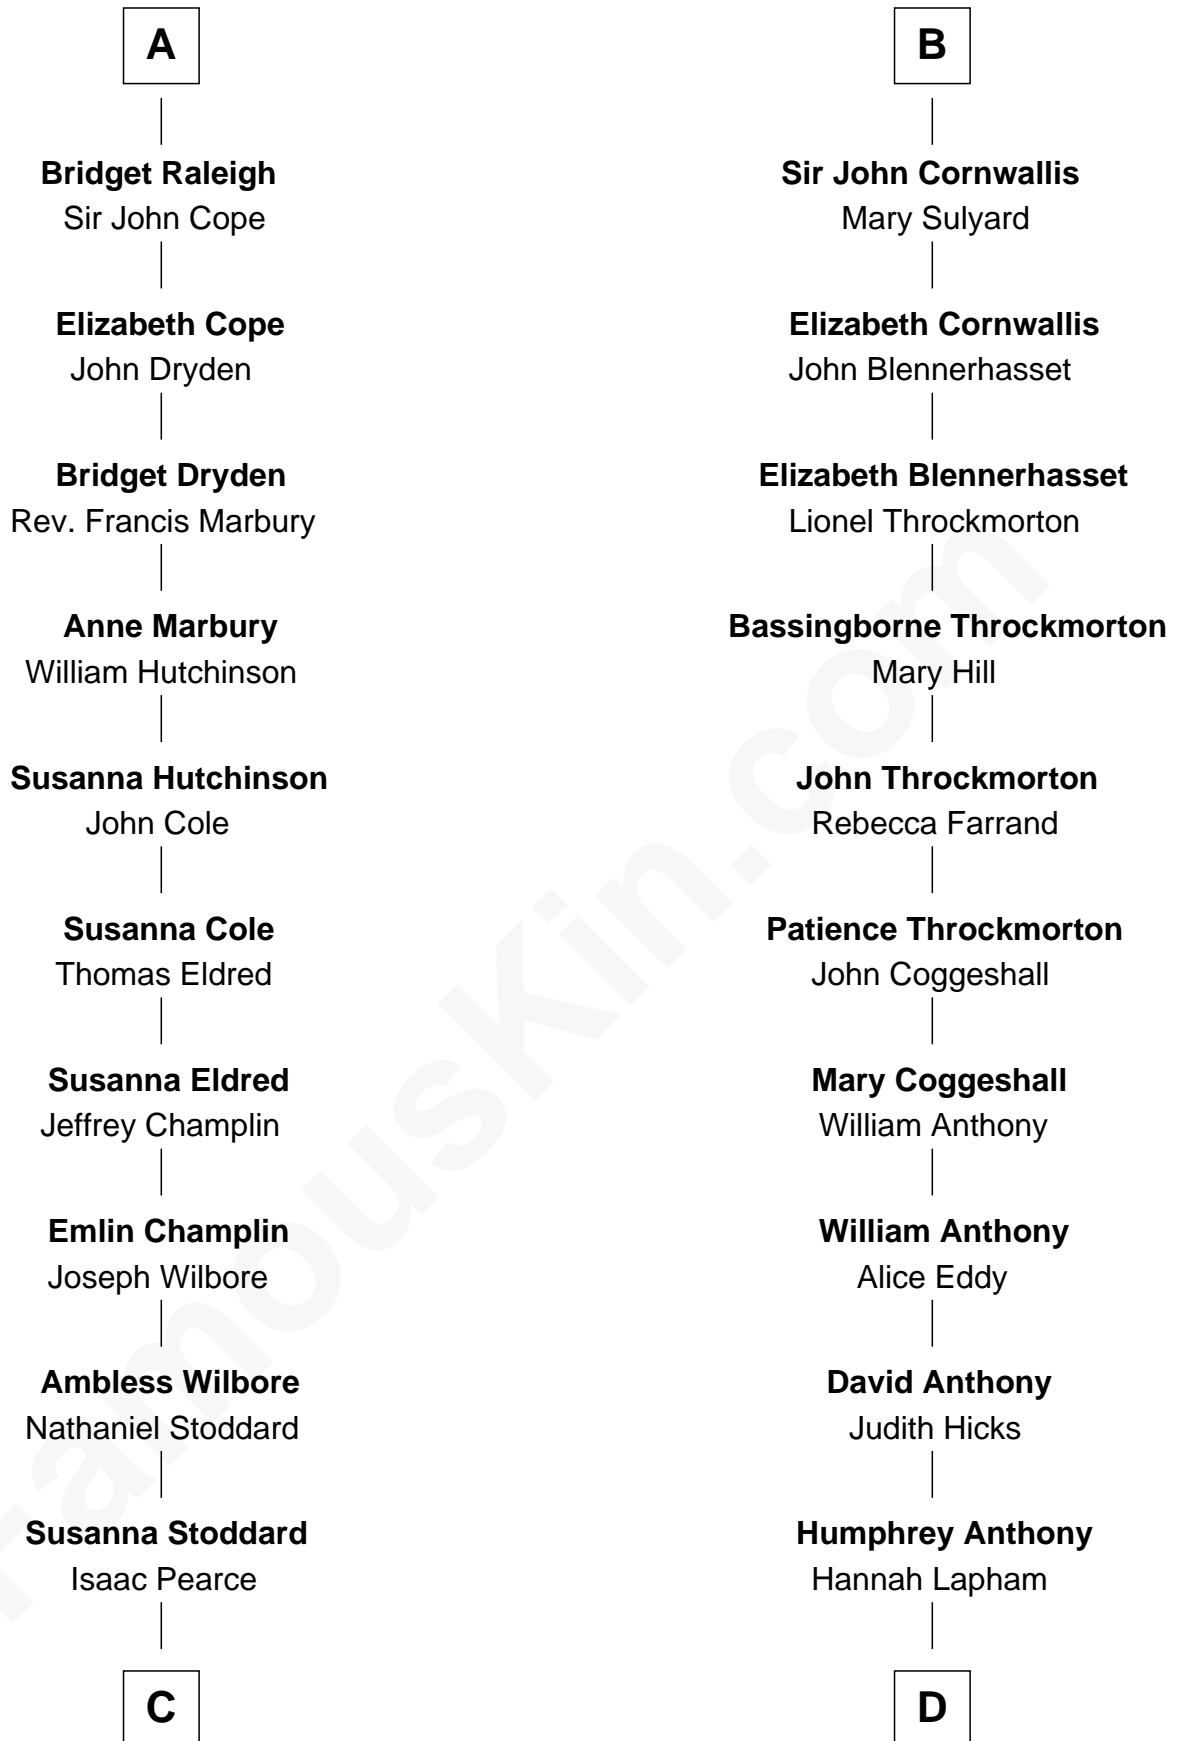 A
Bridget Raleigh
Sir John Cope
Elizabeth Cope
John Dryden
Bridget Dryden
Rev. Francis Marbury
Anne Marbury
William Hutchinson
Susanna Hutchinson
John Cole
Susanna Cole
Thomas Eldred
Susanna Eldred
Jeffrey Champlin
Emlin Champlin
Joseph Wilbore
Ambless Wilbore
Nathaniel Stoddard
Susanna Stoddard
Isaac Pearce
C
B
Sir John Cornwallis
Mary Sulyard
Elizabeth Cornwallis
John Blennerhasset
Elizabeth Blennerhasset
Lionel Throckmorton
Bassingborne Throckmorton
Mary Hill
John Throckmorton
Rebecca Farrand
Patience Throckmorton
John Coggeshall
Mary Coggeshall
William Anthony
William Anthony
Alice Eddy
David Anthony
Judith Hicks
Humphrey Anthony
Hannah Lapham
D
FamousKin.com